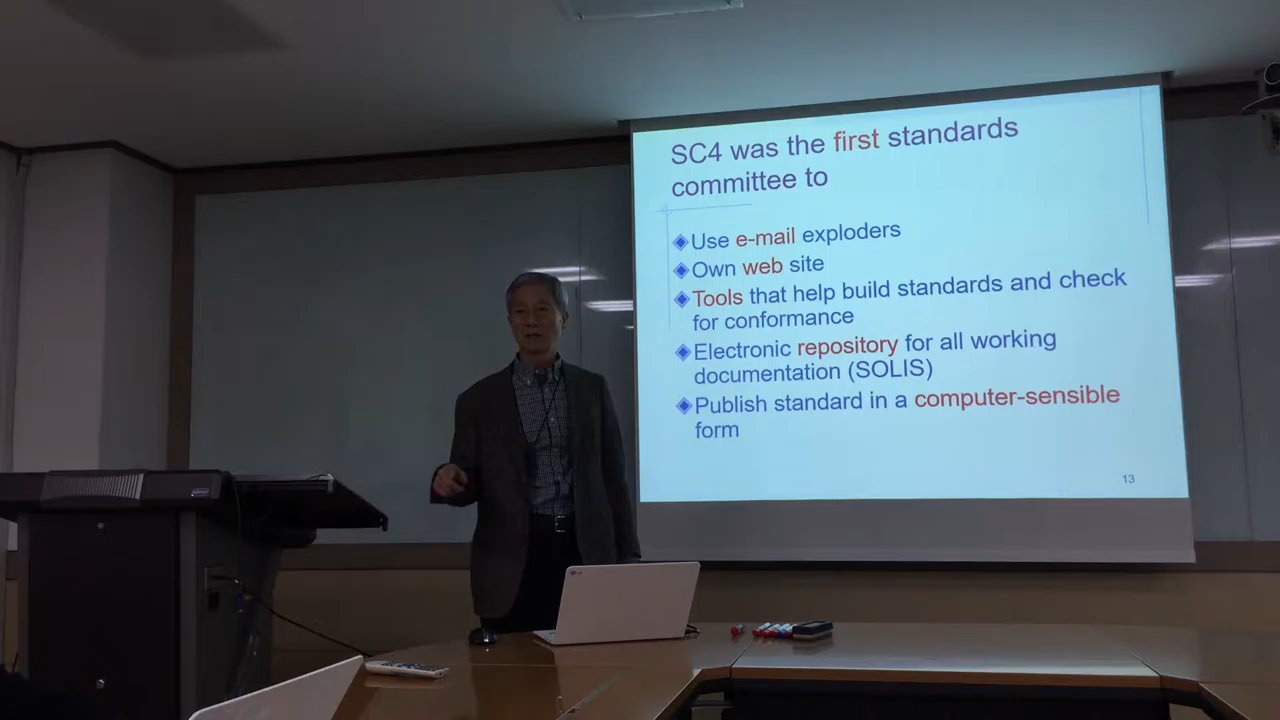 SC4 was the first standards
committee to
Use e-mail exploders
Own web site
Tools that help build standards and check
for conformance
Electronic repository for all working
documentation (SOLIS)
Publish standard in a computer-sensible
form
13